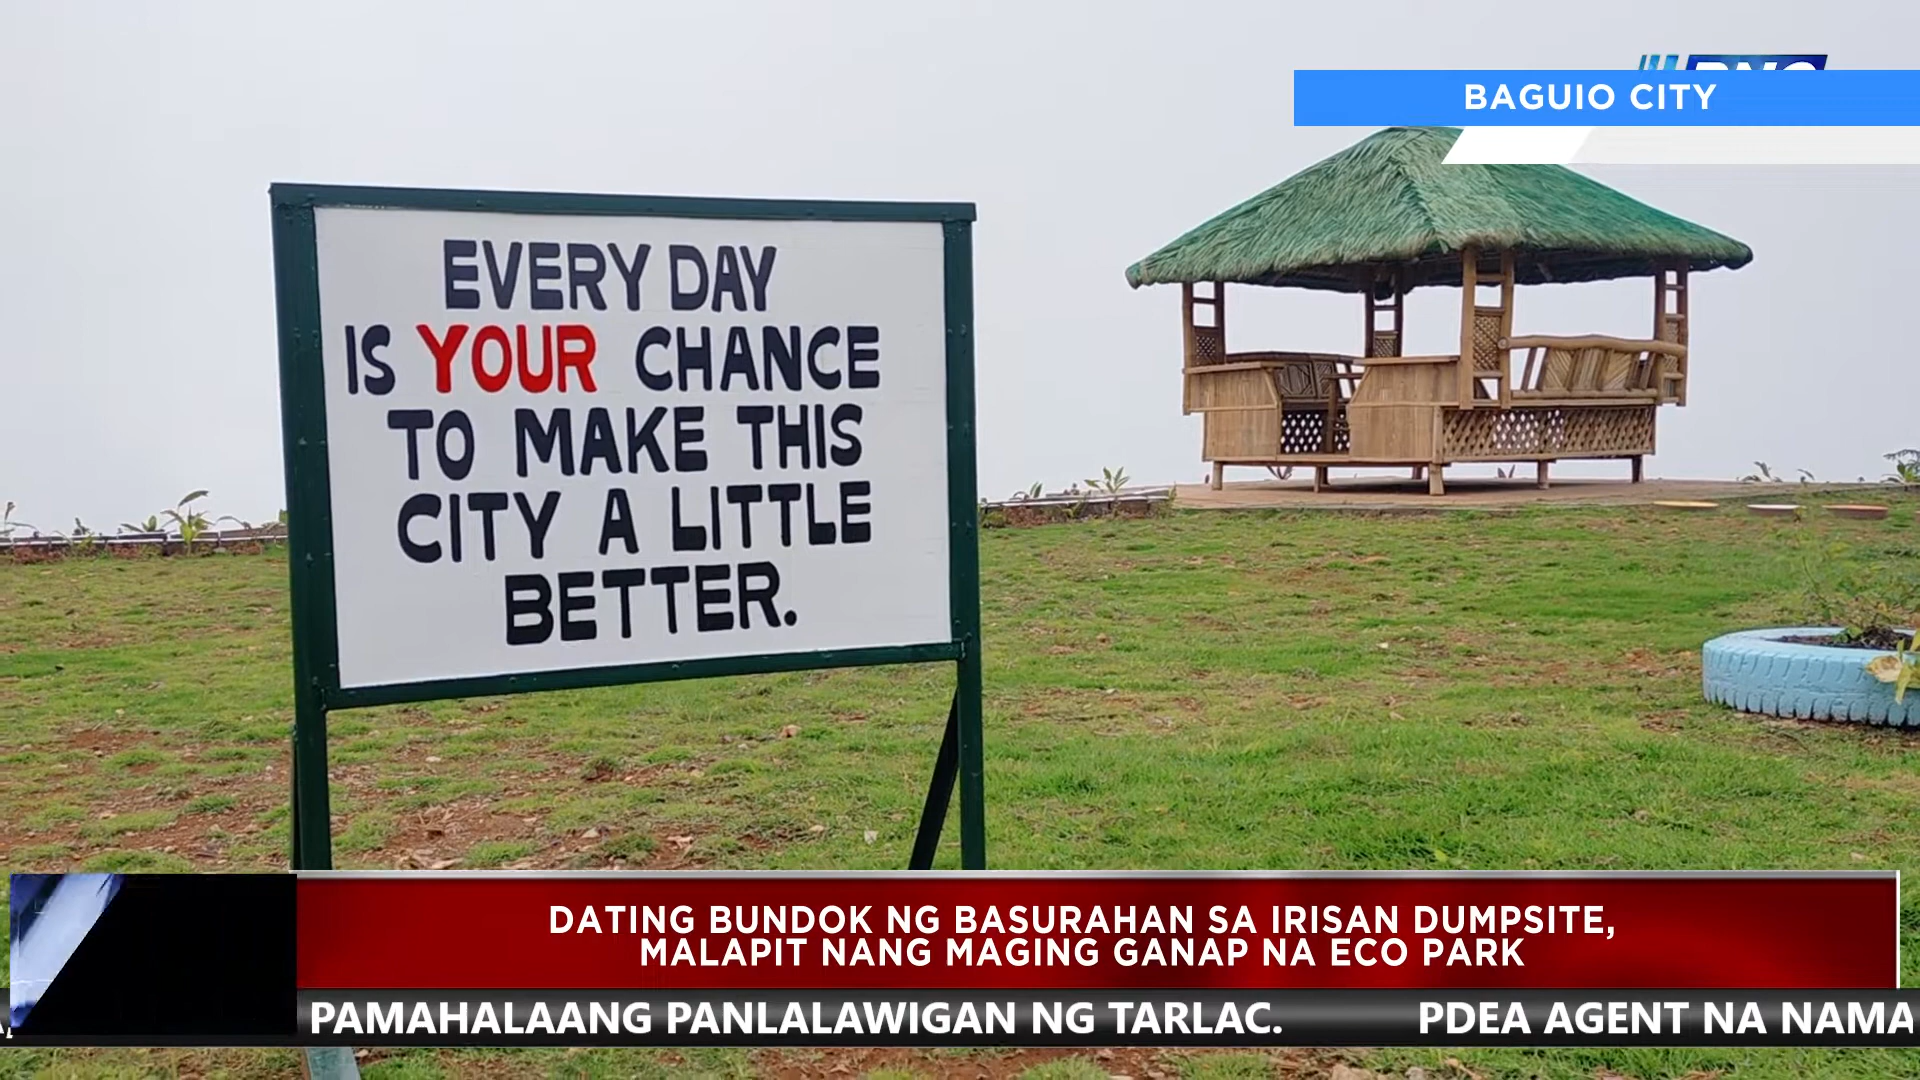 BAGUIO CITY
EVERY DAY
IS YOUR CHANCE
TO MAKE THIS
CITY A LITTLE
BETTER.
DATING BUNDOK NG BASURAHAN SA IRISAN DUMPSITE,
MALAPIT NANG MAGING GANAP NA ECO PARK
PAMAHALAANG PANLALAWIGAN NG TARLAC. PDEA AGENT NA